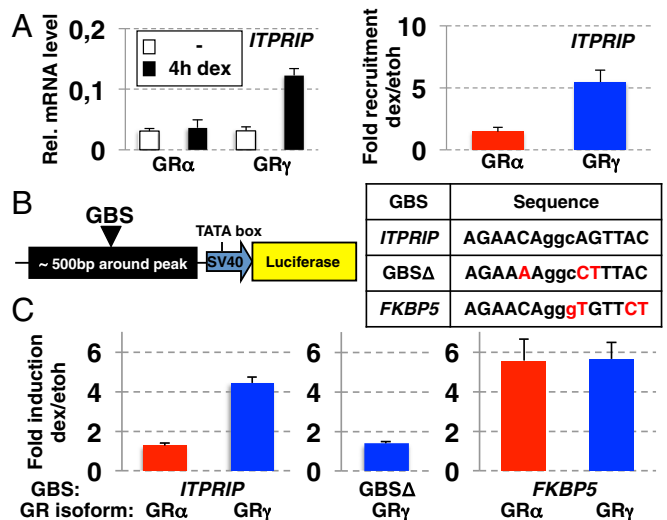 A
Rel. mRNA level
0,2
0,1
0
-
4h dex
ITPRIP
GRα
GRγ
Fold recruitment
dex/etoh
10
5
0
ITPRIP
GRα
GRγ
B
GBS
TATA box
~ 500bp around peak
SV40
Luciferase
GBS Sequence
ITPRIP AGAACAggcAGTTAC
GBSΔ AGAAAAggcCTTTAC
FKBP5 AGAACAgggTGTTCT
C
Fold induction
dex/etoh
6
4
2
0
6
4
2
0
6
4
2
0
GBS: ITPRIP GBSΔ FKBP5
GR isoform: GRα GRγ GRγ GRα GRγ